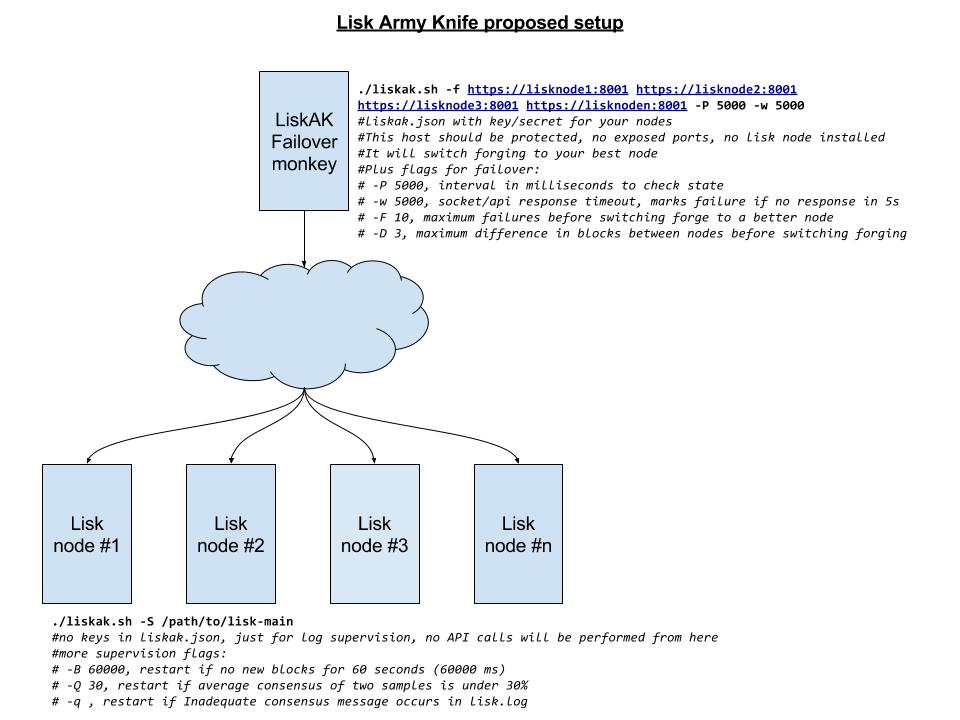 Lisk Army Knife proposed setup
LiskAK
Failover
monkey
./liskak.sh -f https://lisknode1:8001 https://lisknode2:8001
https://lisknode3:8001 https://lisknoden:8001 -P 5000 -w 5000
#liskak.json with key/secret for your nodes
#This host should be protected, no exposed ports, no lisk node installed
#It will switch forging to your best node
#Plus flags for failover:
# -P 5000, interval in milliseconds to check state
# -w 5000, socket/api response timeout, marks failure if no response in 5s
# -F 10, maximum failures before switching forge to a better node
# -D 3, maximum difference in blocks between nodes before switching forging
Lisk
node #1
Lisk
node #2
Lisk
node #3
Lisk
node #n
./liskak.sh -S /path/to/lisk-main
#no keys in liskak.json, just for log supervision, no API calls will be performed from here
#more supervision flags:
# -B 60000, restart if no new blocks for 60 seconds (60000 ms)
# -Q 30, restart if average consensus of two samples is under 30%
# -q , restart if Inadequate consensus message occurs in lisk.log